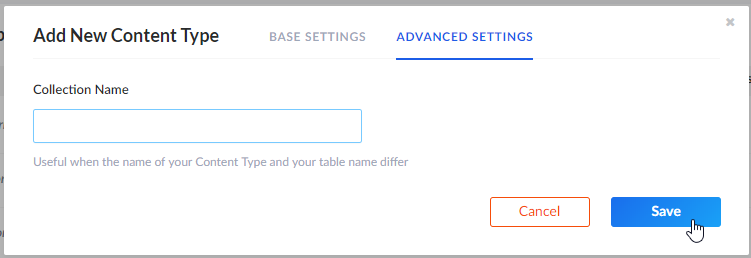 Add New Content Type BASE SETTINGS ADVANCED SETTINGS
Collection Name
Useful when the name of your Content Type and your table name differ
Cancel Save